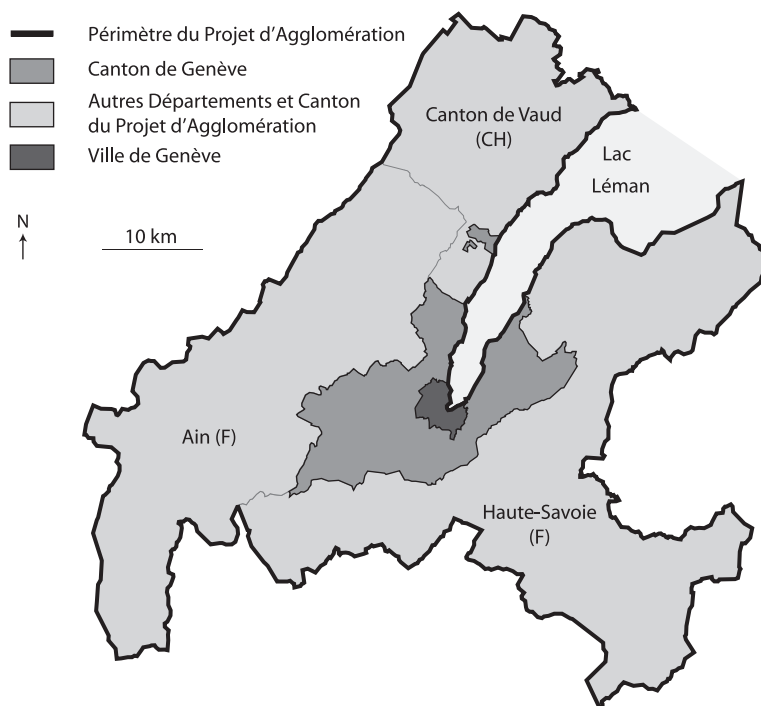 Périmètre du Projet d'Agglomération
Canton de Genève
Autres Départements et Canton
du Projet d'Agglomération
Ville de Genève
N
10 km
Canton de Vaud
(CH)
Lac
Léman
Ain (F)
Haute-Savoie
(F)